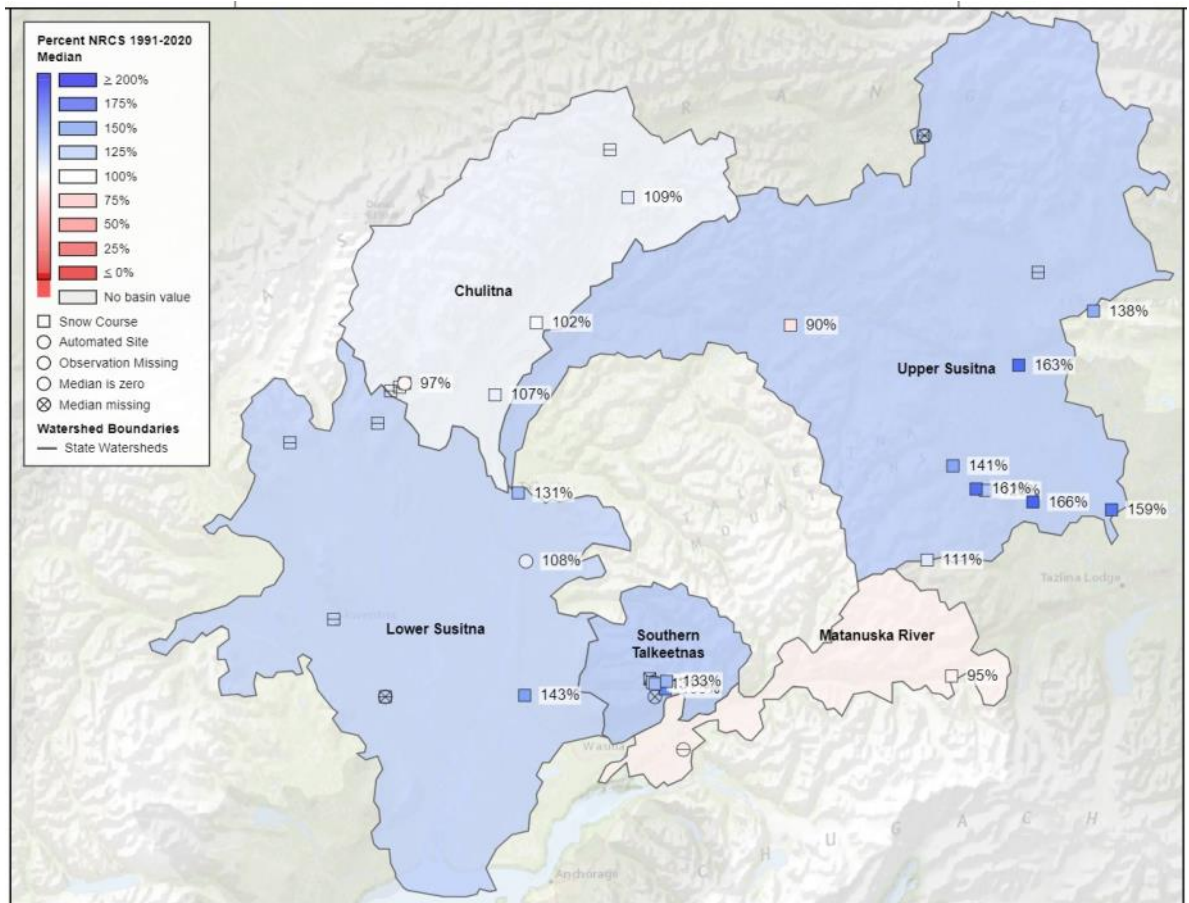 Percent NRCS 1991-2020
Median
≥ 200%
175%
150%
125%
100%
75%
50%
25%
≤ 0%
No basin value
Snow Course
Automated Site
Observation Missing
Median is zero
Median missing
Watershed Boundaries
State Watersheds
R A N G E
109%
Chulitna
102%
97%
107%
90%
138%
Upper Susitna
163%
141%
161%
166%
159%
131%
108%
111%
Tazlina Lodge
Lower Susitna
Southern
Talkeetnas
Matanuska River
133%
95%
143%
C H U G A C H
Anchorage